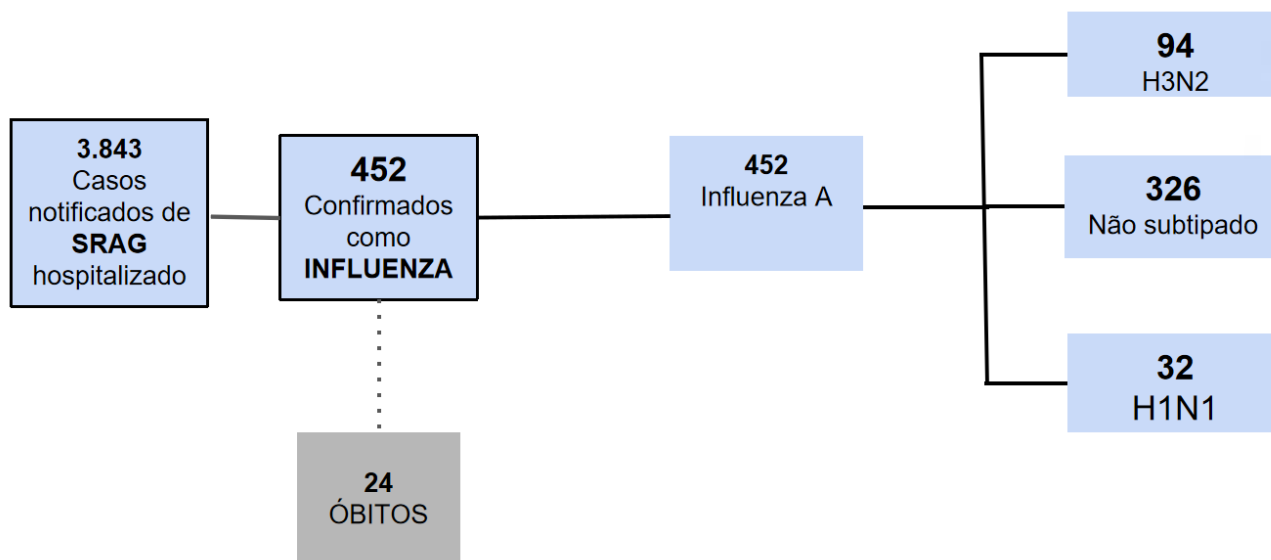 3.843
Casos
notificados de
SRAG
hospitalizado
452
Confirmados
como
INFLUENZA
24
ÓBITOS
452
Influenza A
94
H3N2
326
Não subtipado
32
H1N1